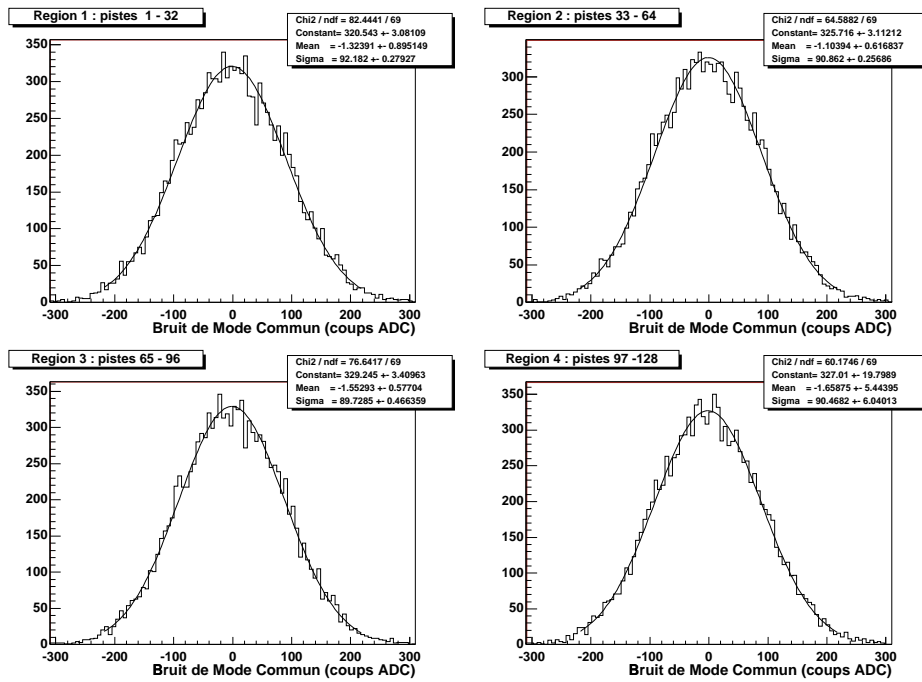 Region 1 : pistes  1 - 32
Chi2 / ndf = 82.4441 / 69
Constant= 320.543 +- 3.08109
Mean = -1.32391 +- 0.895149
Sigma = 92.182 +- 0.27927
350
300
250
200
150
100
50
0
-300 -200 -100 0 100 200 300
Bruit de Mode Commun (coups ADC)
Region 2 : pistes 33 - 64
Chi2 / ndf = 64.5882 / 69
Constant= 325.716 +- 3.11212
Mean = -1.10394 +- 0.616837
Sigma = 90.862 +- 0.25686
300
250
200
150
100
50
0
-300 -200 -100 0 100 200 300
Bruit de Mode Commun (coups ADC)
Region 3 : pistes 65 - 96
Chi2 / ndf = 76.6417 / 69
Constant= 329.245 +- 3.40963
Mean = -1.55293 +- 0.57704
Sigma = 89.7285 +- 0.466359
350
300
250
200
150
100
50
0
-300 -200 -100 0 100 200 300
Bruit de Mode Commun (coups ADC)
Region 4 : pistes 97 -128
Chi2 / ndf = 60.1746 / 69
Constant= 327.01 +- 19.7989
Mean = -1.65875 +- 5.44395
Sigma = 90.4682 +- 6.04013
350
300
250
200
150
100
50
0
-300 -200 -100 0 100 200 300
Bruit de Mode Commun (coups ADC)